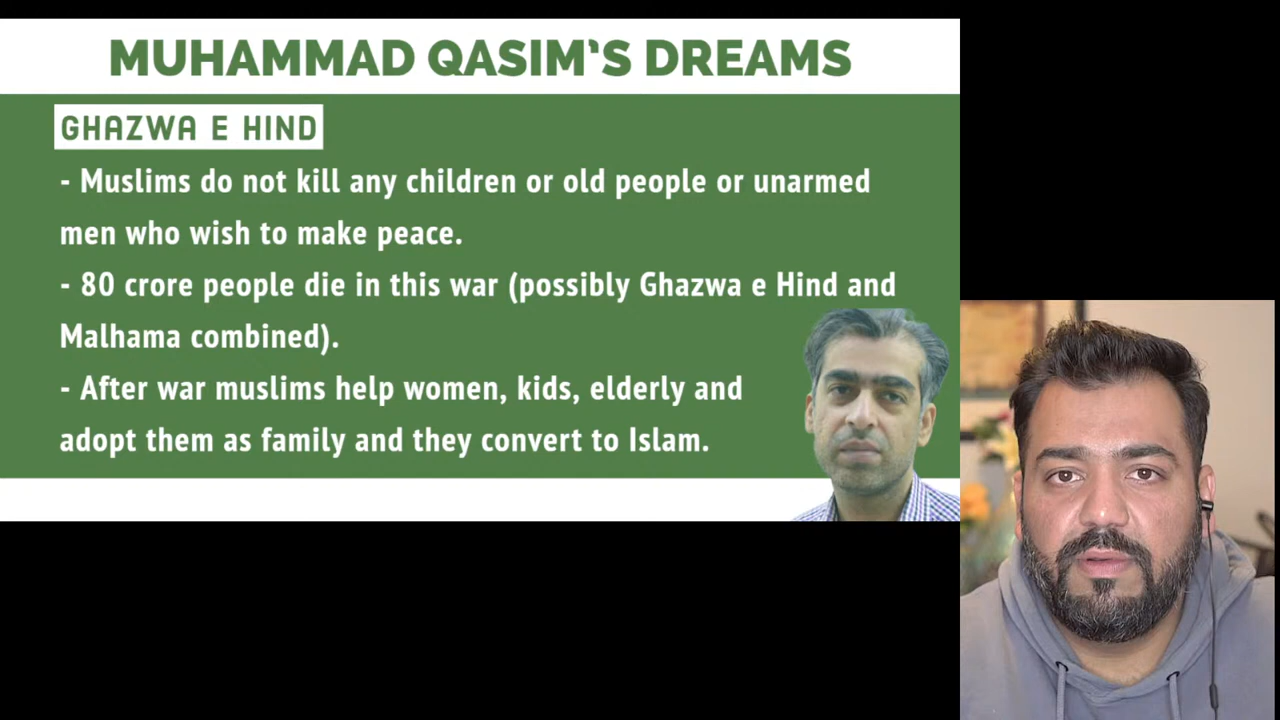 MUHAMMAD QASIM'S DREAMS
GHAZWA E HIND
- Muslims do not kill any children or old people or unarmed
men who wish to make peace.
- 80 crore people die in this war (possibly Ghazwa e Hind and
Malhama combined).
- After war muslims help women, kids, elderly and
adopt them as family and they convert to Islam.